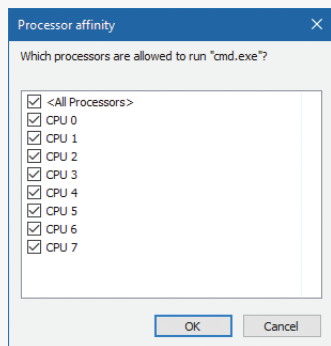 Processor affinity
Which processors are allowed to run "cmd.exe"?
<All Processors>
CPU 0
CPU 1
CPU 2
CPU 3
CPU 4
CPU 5
CPU 6
CPU 7
OK Cancel